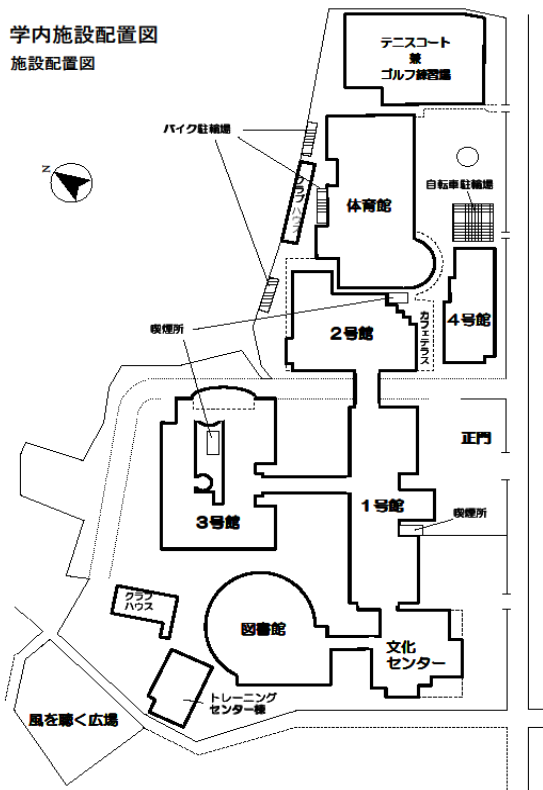 学内施設配置図
施設配置図
テニスコート
兼
ゴルフ練習場
バイク駐輪場
N
クラブハウス
体育館
自転車駐輪場
喫煙所
2号館
カフェテラス
4号館
正門
3号館
1号館
喫煙所
クラブ
ハウス
図書館
文化
センター
トレーニング
センター棟
風を聴く広場